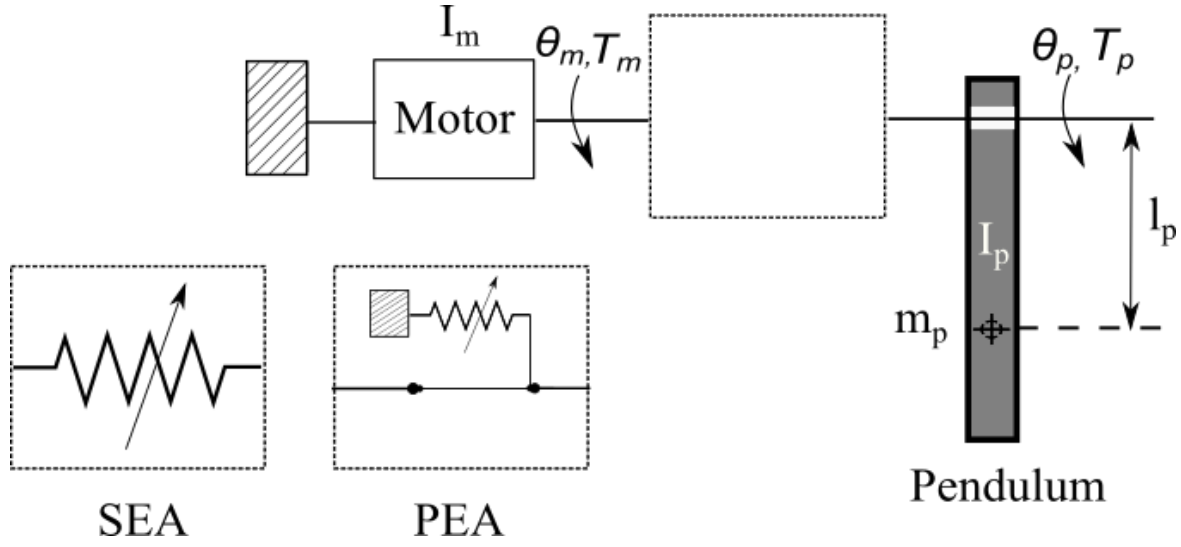 I_m
θ_m, T_m
θ_p, T_p
Motor
l_p
I_p
m_p
Pendulum
SEA
PEA